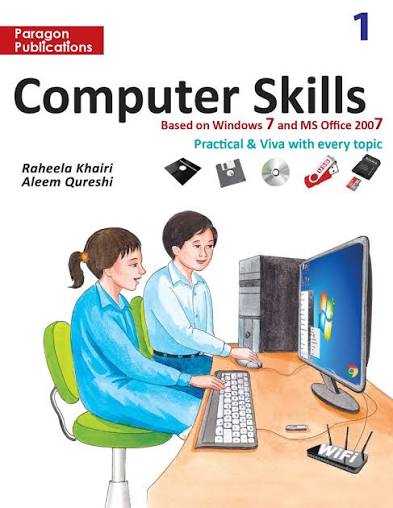 Paragon
Publications
1
Computer Skills
Based on Windows 7 and MS Office 2007
Practical & Viva with every topic
Raheela Khairi
Aleem Qureshi
WiFi